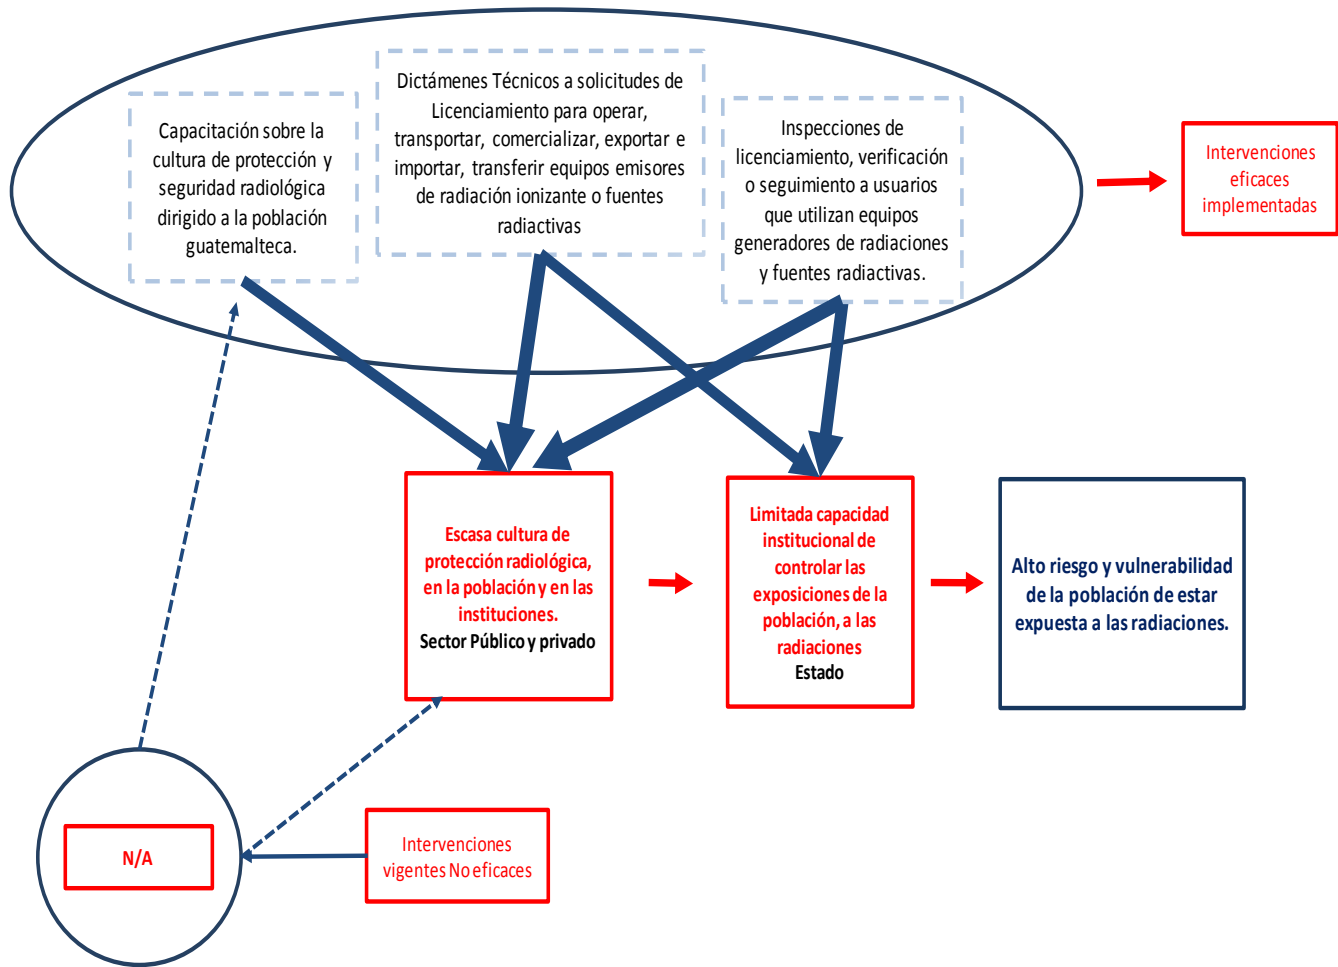 Capacitación sobre la
cultura de protección y
seguridad radiológica
dirigido a la población
guatemalteca.
Dictámenes Técnicos a solicitudes de
Licenciamiento para operar,
transportar, comercializar, exportar e
importar, transferir equipos emisores
de radiación ionizante o fuentes
radiactivas
Inspecciones de
licenciamiento, verificación
o seguimiento a usuarios
que utilizan equipos
generadores de radiaciones
y fuentes radiactivas.
Intervenciones
eficaces
implementadas
Escasa cultura de
protección radiológica,
en la población y en las
instituciones.
Sector Público y privado
Limitada capacidad
institucional de
controlar las
exposiciones de la
población, a las
radiaciones
Estado
Alto riesgo y vulnerabilidad
de la población de estar
expuesta a las radiaciones.
N/A
Intervenciones
vigentes No eficaces